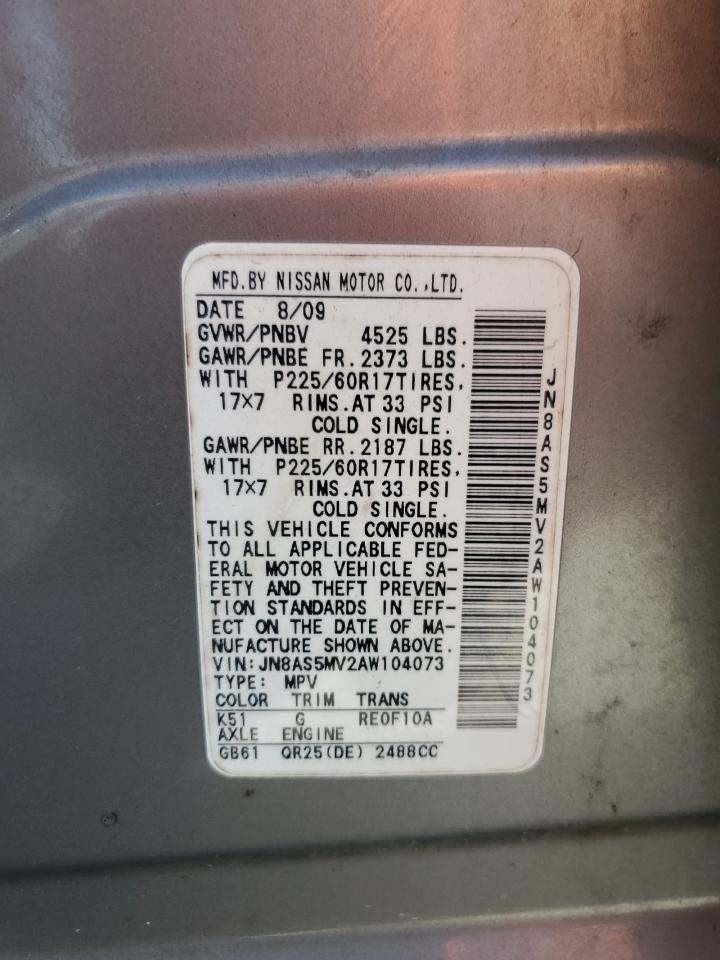 MFD.BY NISSAN MOTOR CO.,LTD.
DATE 8/09
GVWR/PNBV 4525 LBS.
GAWR/PNBE FR.2373 LBS.
WITH P225/60R17TIRES,
17×7 RIMS.AT 33 PSI
COLD SINGLE.
GAWR/PNBE RR.2187 LBS.
WITH P225/60R17TIRES,
17×7 RIMS.AT 33 PSI
COLD SINGLE.
THIS VEHICLE CONFORMS
TO ALL APPLICABLE FED-
ERAL MOTOR VEHICLE SA-
FETY AND THEFT PREVEN-
TION STANDARDS IN EFF-
ECT ON THE DATE OF MA-
NUFACTURE SHOWN ABOVE.
VIN:JN8AS5MV2AW104073
TYPE: MPV
COLOR TRIM TRANS
K51 G RE0F10A
AXLE ENGINE
GB61 QR25(DE) 2488CC
JN8AS5MV2AW104073